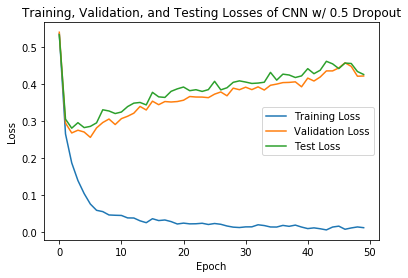 Training, Validation, and Testing Losses of CNN w/ 0.5 Dropout
0.5
0.4
0.3
0.2
0.1
0.0
Loss
Training Loss
Validation Loss
Test Loss
0
10
20
30
40
50
Epoch